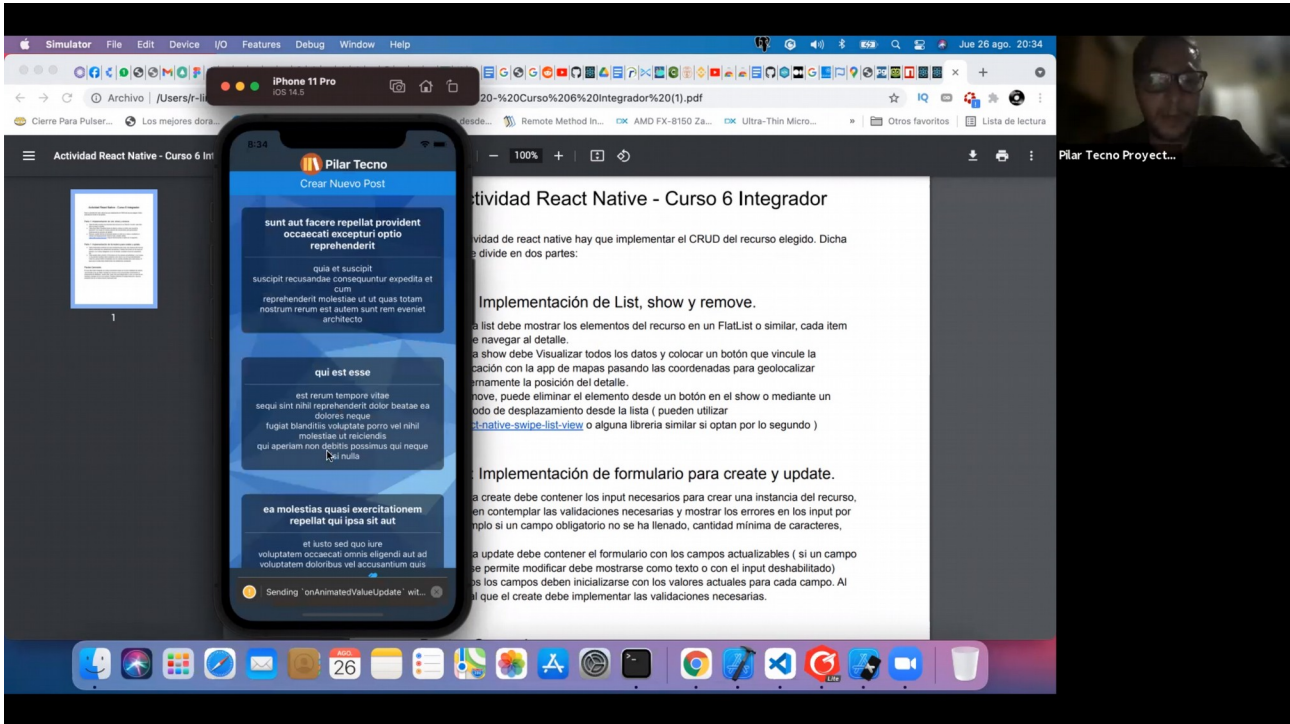 Simulator File Edit Device I/O Features Debug Window Help
Jue 26 ago. 20:34
iPhone 11 Pro
iOS 14.5
Archivo | /Users/r-li
20-%20Curso%206%20Integrador%20(1).pdf
Cierre Para Pulser... Los mejores dora...
desde... Remote Method In... AMD FX-8150 Za... Ultra-Thin Micro... » Otros favoritos Lista de lectura
Actividad React Native - Curso 6 Int
100%
1
8:34
Pilar Tecno
Crear Nuevo Post
sunt aut facere repellat provident
occaecati excepturi optio
reprehenderit
quia et suscipit
suscipit recusandae consequuntur expedita et
cum
reprehenderit molestiae ut ut quas totam
nostrum rerum est autem sunt rem eveniet
architecto
qui est esse
est rerum tempore vitae
sequi sint nihil reprehenderit dolor beatae ea
dolores neque
fugiat blanditiis voluptate porro vel nihil
molestiae ut reiciendis
qui aperiam non debitis possimus qui neque
nisi nulla
ea molestias quasi exercitationem
repellat qui ipsa sit aut
et iusto sed quo iure
voluptatem occaecati omnis eligendi aut ad
voluptatem doloribus vel accusantium quis
Sending `onAnimatedValueUpdate` wit...
tividad React Native - Curso 6 Integrador
vidad de react native hay que implementar el CRUD del recurso elegido. Dicha
e divide en dos partes:
Implementación de List, show y remove.
a list debe mostrar los elementos del recurso en un FlatList o similar, cada item
e navegar al detalle.
a show debe Visualizar todos los datos y colocar un botón que vincule la
cación con la app de mapas pasando las coordenadas para geolocalizar
ernamente la posición del detalle.
nove, puede eliminar el elemento desde un botón en el show o mediante un
odo de desplazamiento desde la lista ( pueden utilizar
ct-native-swipe-list-view o alguna libreria similar si optan por lo segundo )
: Implementación de formulario para create y update.
a create debe contener los input necesarios para crear una instancia del recurso,
en contemplar las validaciones necesarias y mostrar los errores en los input por
mplo si un campo obligatorio no se ha llenado, cantidad mínima de caracteres,
a update debe contener el formulario con los campos actualizables ( si un campo
se permite modificar debe mostrarse como texto o con el input deshabilitado)
os los campos deben inicializarse con los valores actuales para cada campo. Al
al que el create debe implementar las validaciones necesarias.
AGO.
26
Lite
Pilar Tecno Proyect...